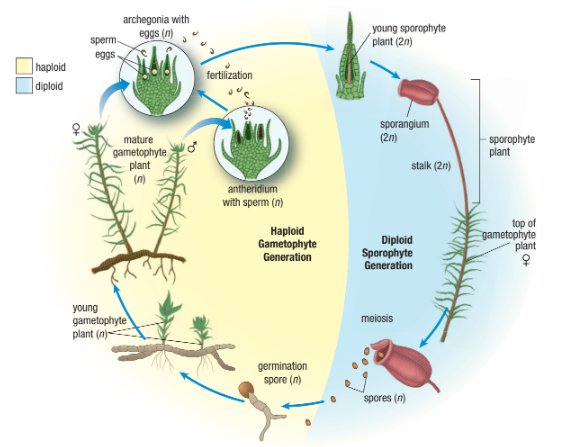 archegonia with
eggs (n)
sperm
eggs
haploid
diploid
fertilization
young sporophyte
plant (2n)
sporangium
(2n)
sporophyte
plant
stalk (2n)
♀
mature
gametophyte
plant
(n)
♂
antheridium
with sperm (n)
Haploid
Gametophyte
Generation
Diploid
Sporophyte
Generation
top of
gametophyte
plant
♀
young
gametophyte
plant (n)
meiosis
germination
spore (n)
spores (n)